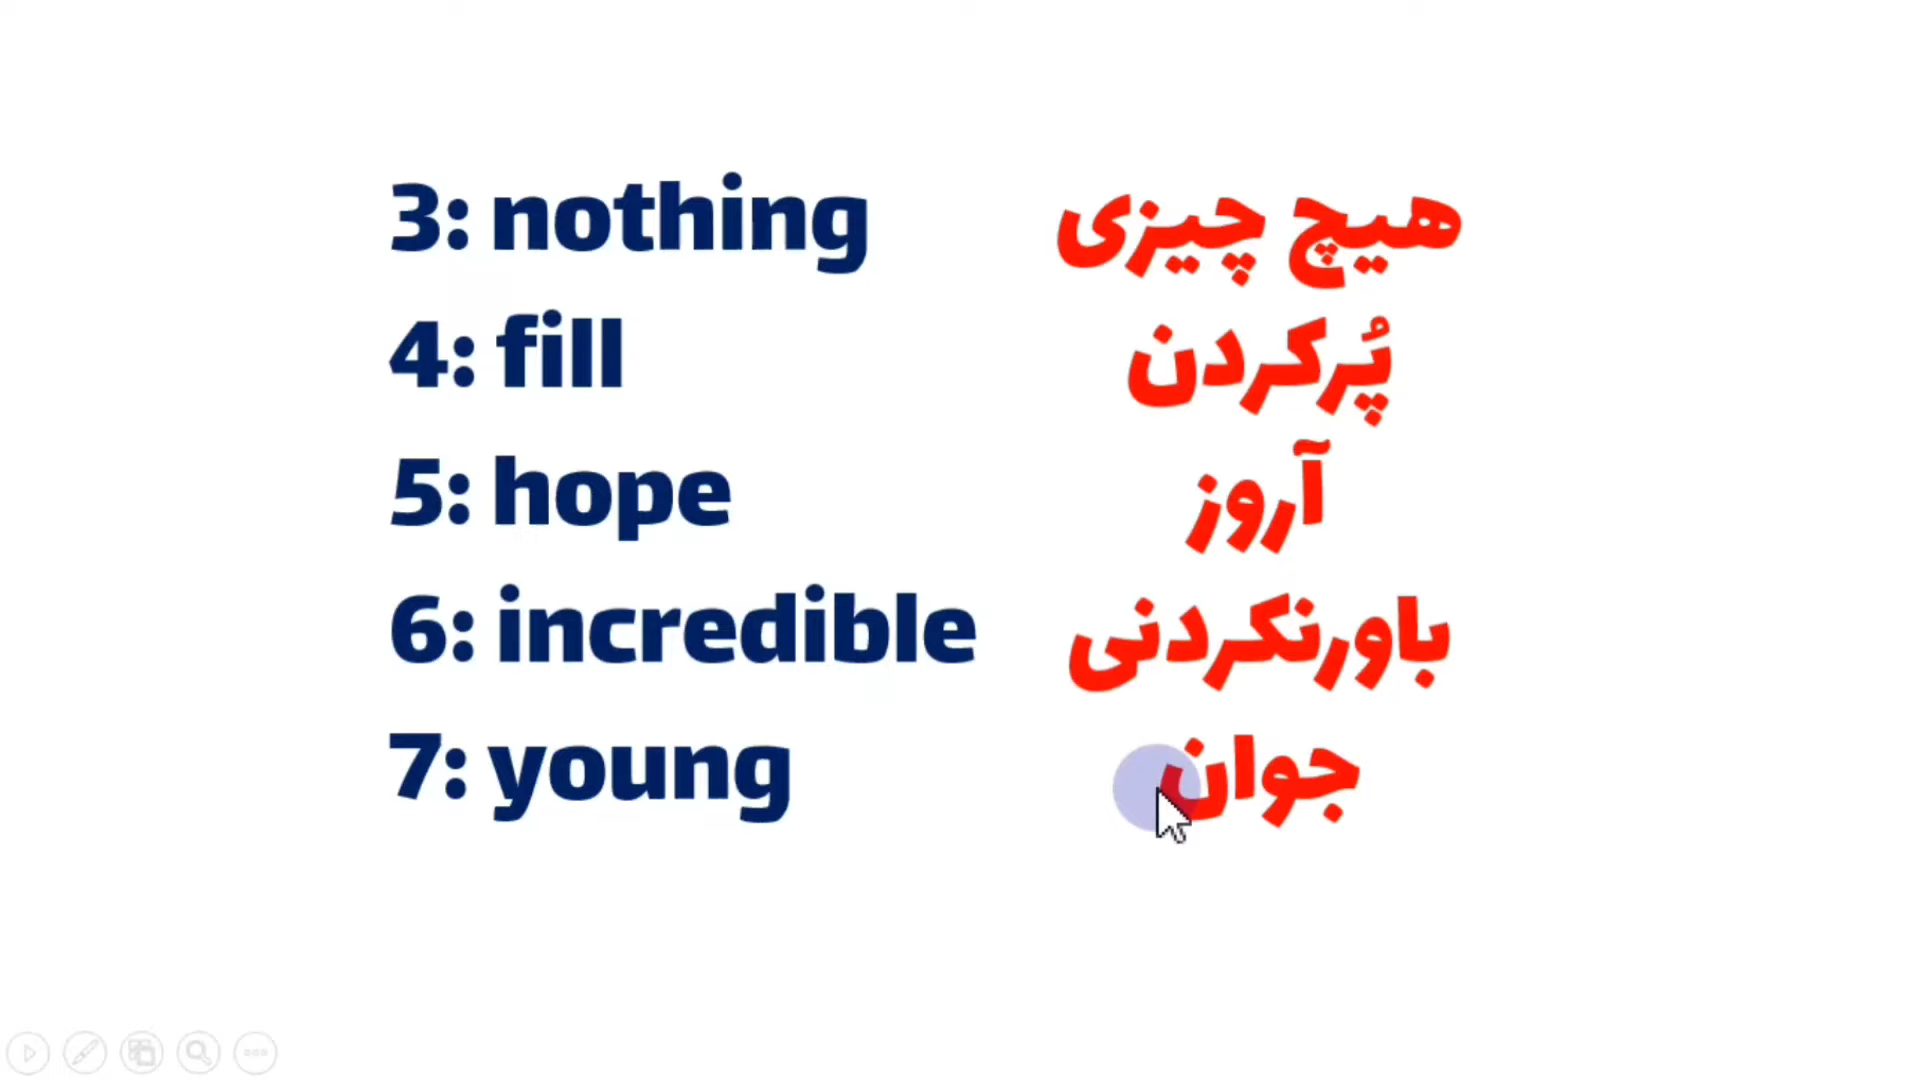 3: nothing هیچ چیزی
4: fill پُرکردن
5: hope آروز
6: incredible باورنکردنی
7: young جوان